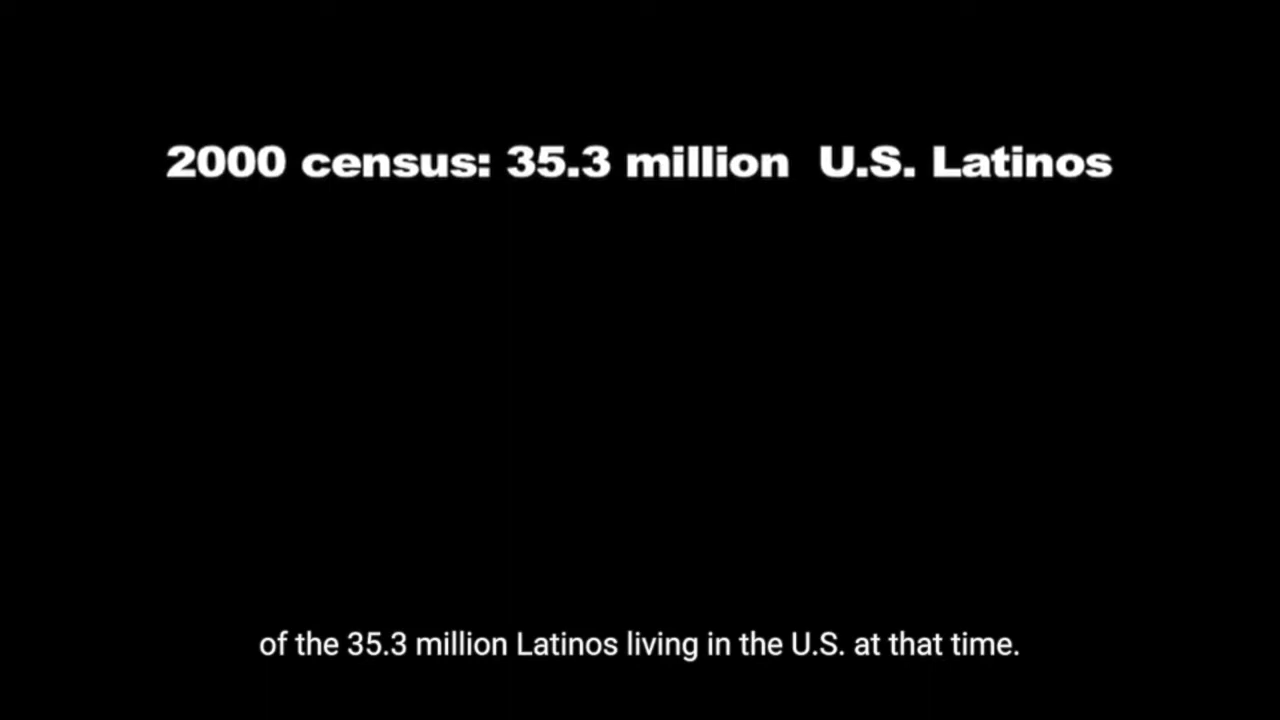 2000 census: 35.3 million  U.S. Latinos
of the 35.3 million Latinos living in the U.S. at that time.